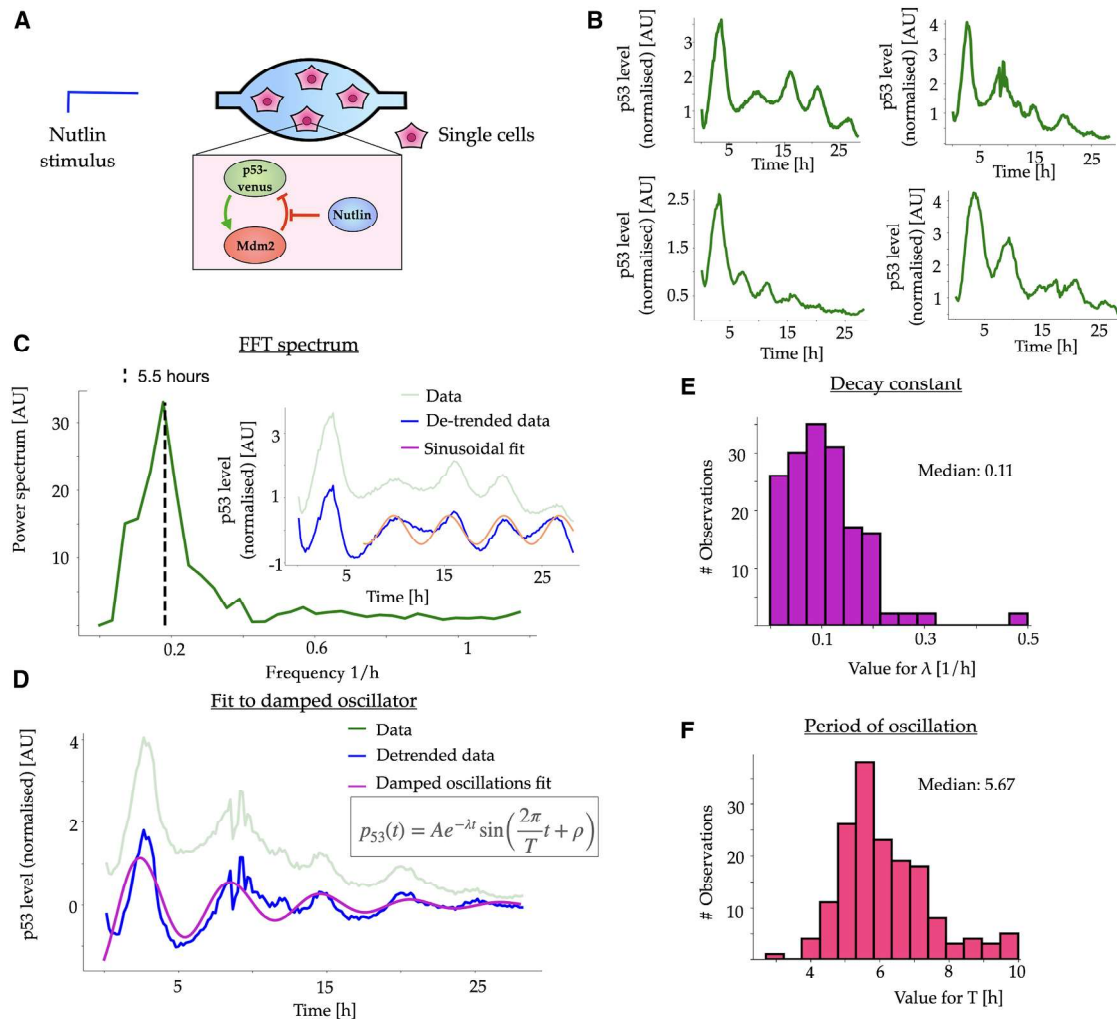 A
Nutlin
stimulus
Single cells
p53-
venus
Nutlin
Mdm2
B
p53 level
(normalised) [AU]
3
2
1
5
15
25
Time [h]
p53 level
(normalised) [AU]
4
3
2
1
5
15
25
Time [h]
p53 level
(normalised) [AU]
2.5
1.5
0.5
5
15
25
Time [h]
p53 level
(normalised) [AU]
4
3
2
1
5
15
25
Time [h]
C
FFT spectrum
5.5 hours
Power spectrum [AU]
30
20
10
0.2
0.6
1
Frequency 1/h
Data
De-trended data
Sinusoidal fit
p53 level
(normalised) [AU]
3
1
-1
5
15
25
Time [h]
D
Fit to damped oscillator
Data
Detrended data
Damped oscillations fit
p₅₃(t) = Ae^{−λt} sin(2π/T t + ρ)
p53 level (normalised) [AU]
4
2
0
5
15
25
Time [h]
E
Decay constant
Median: 0.11
# Observations
30
20
10
0.1
0.3
0.5
Value for λ [1/h]
F
Period of oscillation
Median: 5.67
# Observations
30
20
10
4
6
8
10
Value for T [h]